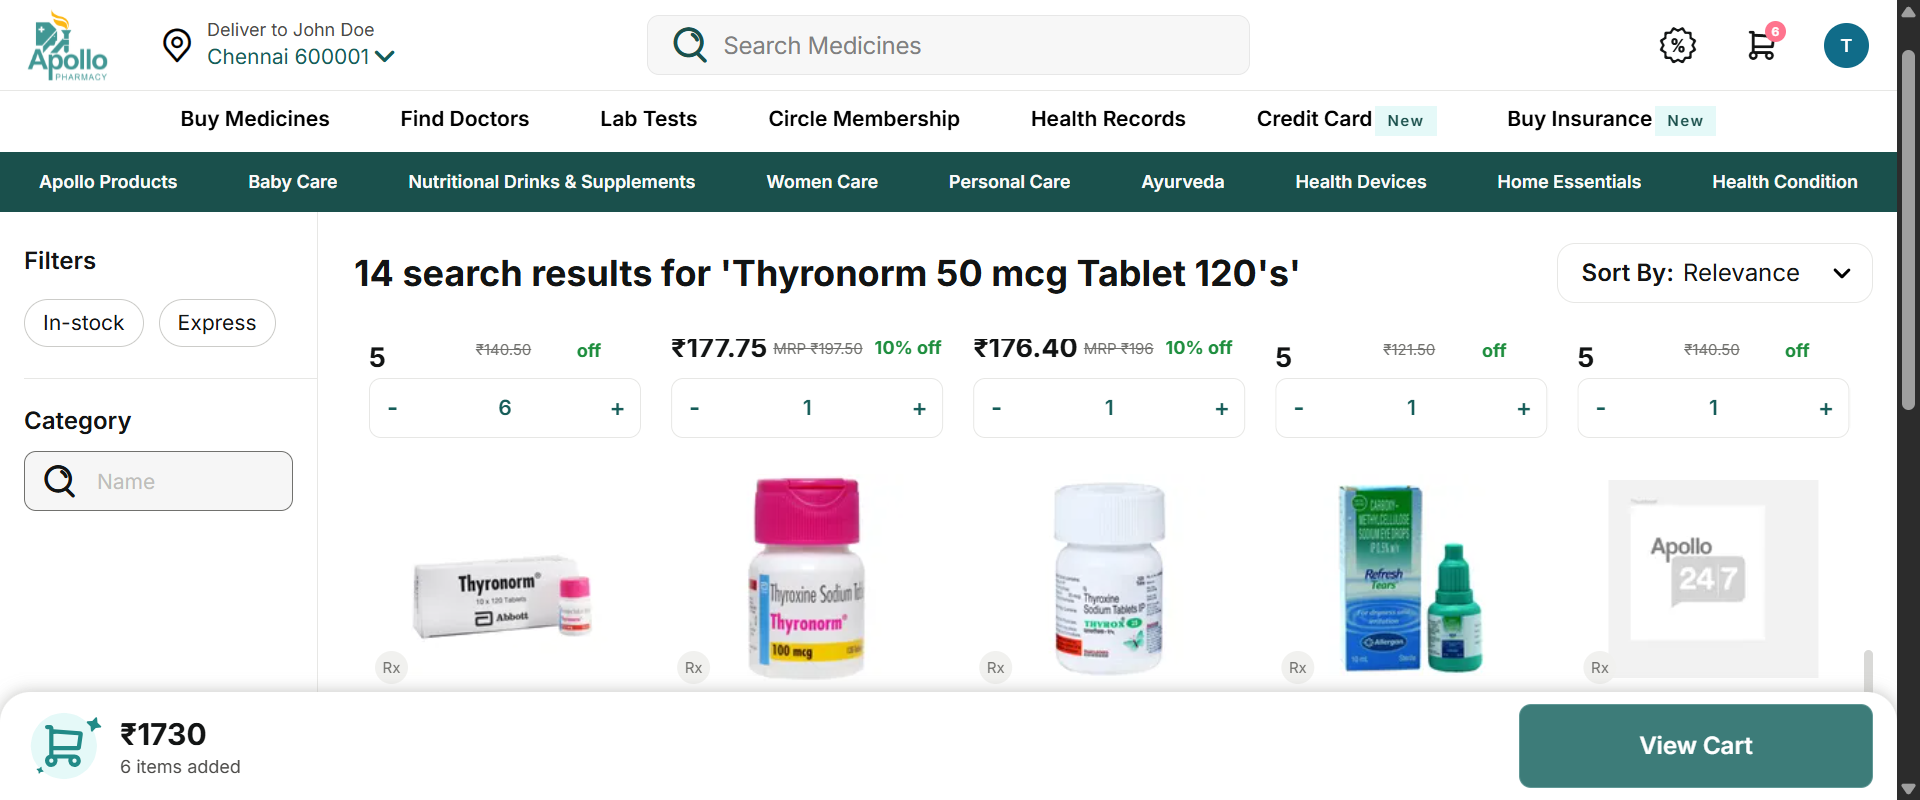 Apollo
PHARMACY
Deliver to John Doe
Chennai 600001
Search Medicines
%
6
T
Buy Medicines
Find Doctors
Lab Tests
Circle Membership
Health Records
Credit Card New
Buy Insurance New
Apollo Products
Baby Care
Nutritional Drinks & Supplements
Women Care
Personal Care
Ayurveda
Health Devices
Home Essentials
Health Condition
Filters
In-stock
Express
Category
Name
14 search results for 'Thyronorm 50 mcg Tablet 120's'
Sort By: Relevance
5 ₹140.50 off
₹177.75 MRP ₹197.50 10% off
₹176.40 MRP ₹196 10% off
5 ₹121.50 off
5 ₹140.50 off
- 6 +
- 1 +
- 1 +
- 1 +
- 1 +
Thyronorm®
10 x 120 Tablets
Abbott
Rx
Thyroxine Sodium Tab
Thyronorm®
100 mcg
Rx
Thyroxine
Sodium Tablets IP
THYROX
Rx
CARBOXY-
METHYLCELLULOSE
SODIUM EYE DROPS
IP 0.5% w/v
Refresh
Tears
Allergan
10 mL
Rx
Apollo
24|7
Rx
₹1730
6 items added
View Cart